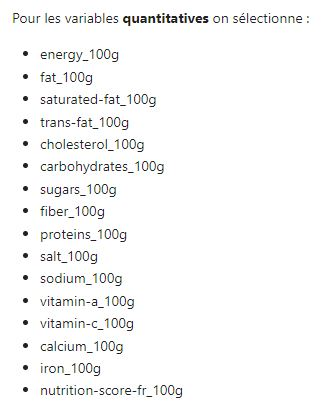 Pour les variables quantitatives on sélectionne :
• energy_100g
• fat_100g
• saturated-fat_100g
• trans-fat_100g
• cholesterol_100g
• carbohydrates_100g
• sugars_100g
• fiber_100g
• proteins_100g
• salt_100g
• sodium_100g
• vitamin-a_100g
• vitamin-c_100g
• calcium_100g
• iron_100g
• nutrition-score-fr_100g